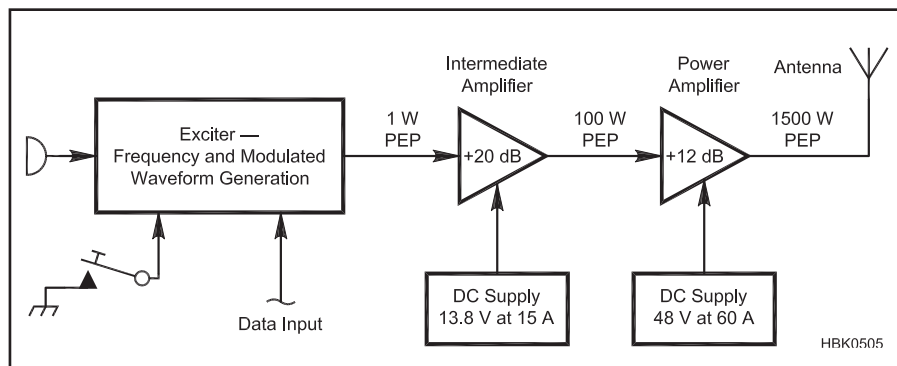 Intermediate
Amplifier
Power
Amplifier
Antenna
Exciter —
Frequency and Modulated
Waveform Generation
1 W
PEP
+20 dB
100 W
PEP
+12 dB
1500 W
PEP
Data Input
DC Supply
13.8 V at 15 A
DC Supply
48 V at 60 A
HBK0505